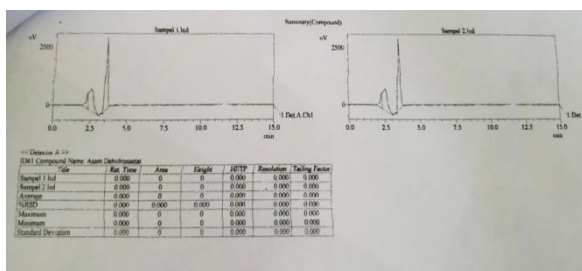 Summary(Compound)
Sampel 1.lcd
Sampel 2.lcd
uV
2500
0
0.0 2.5 5.0 7.5 10.0 12.5 15.0
min
1 Det.A Ch1
uV
2500
0
0.0 2.5 5.0 7.5 10.0 12.5 15.0
min
1 Det.
<< Detector A >>
ID#1 Compound Name: Asam Dehidroasetat
Title Ret. Time Area Height HETP Resolution Tailing Factor
Sampel 1.lcd 0.000 0 0 0.000 0.000 0.000
Sampel 2.lcd 0.000 0 0 0.000 0.000 0.000
Average 0.000 0 0 0.000 0.000 0.000
%RSD 0.000 0.000 0.000 0.000 0.000 0.000
Maximum 0.000 0 0 0.000 0.000 0.000
Minimum 0.000 0 0 0.000 0.000 0.000
Standard Deviation 0.000 0 0 0.000 0.000 0.000